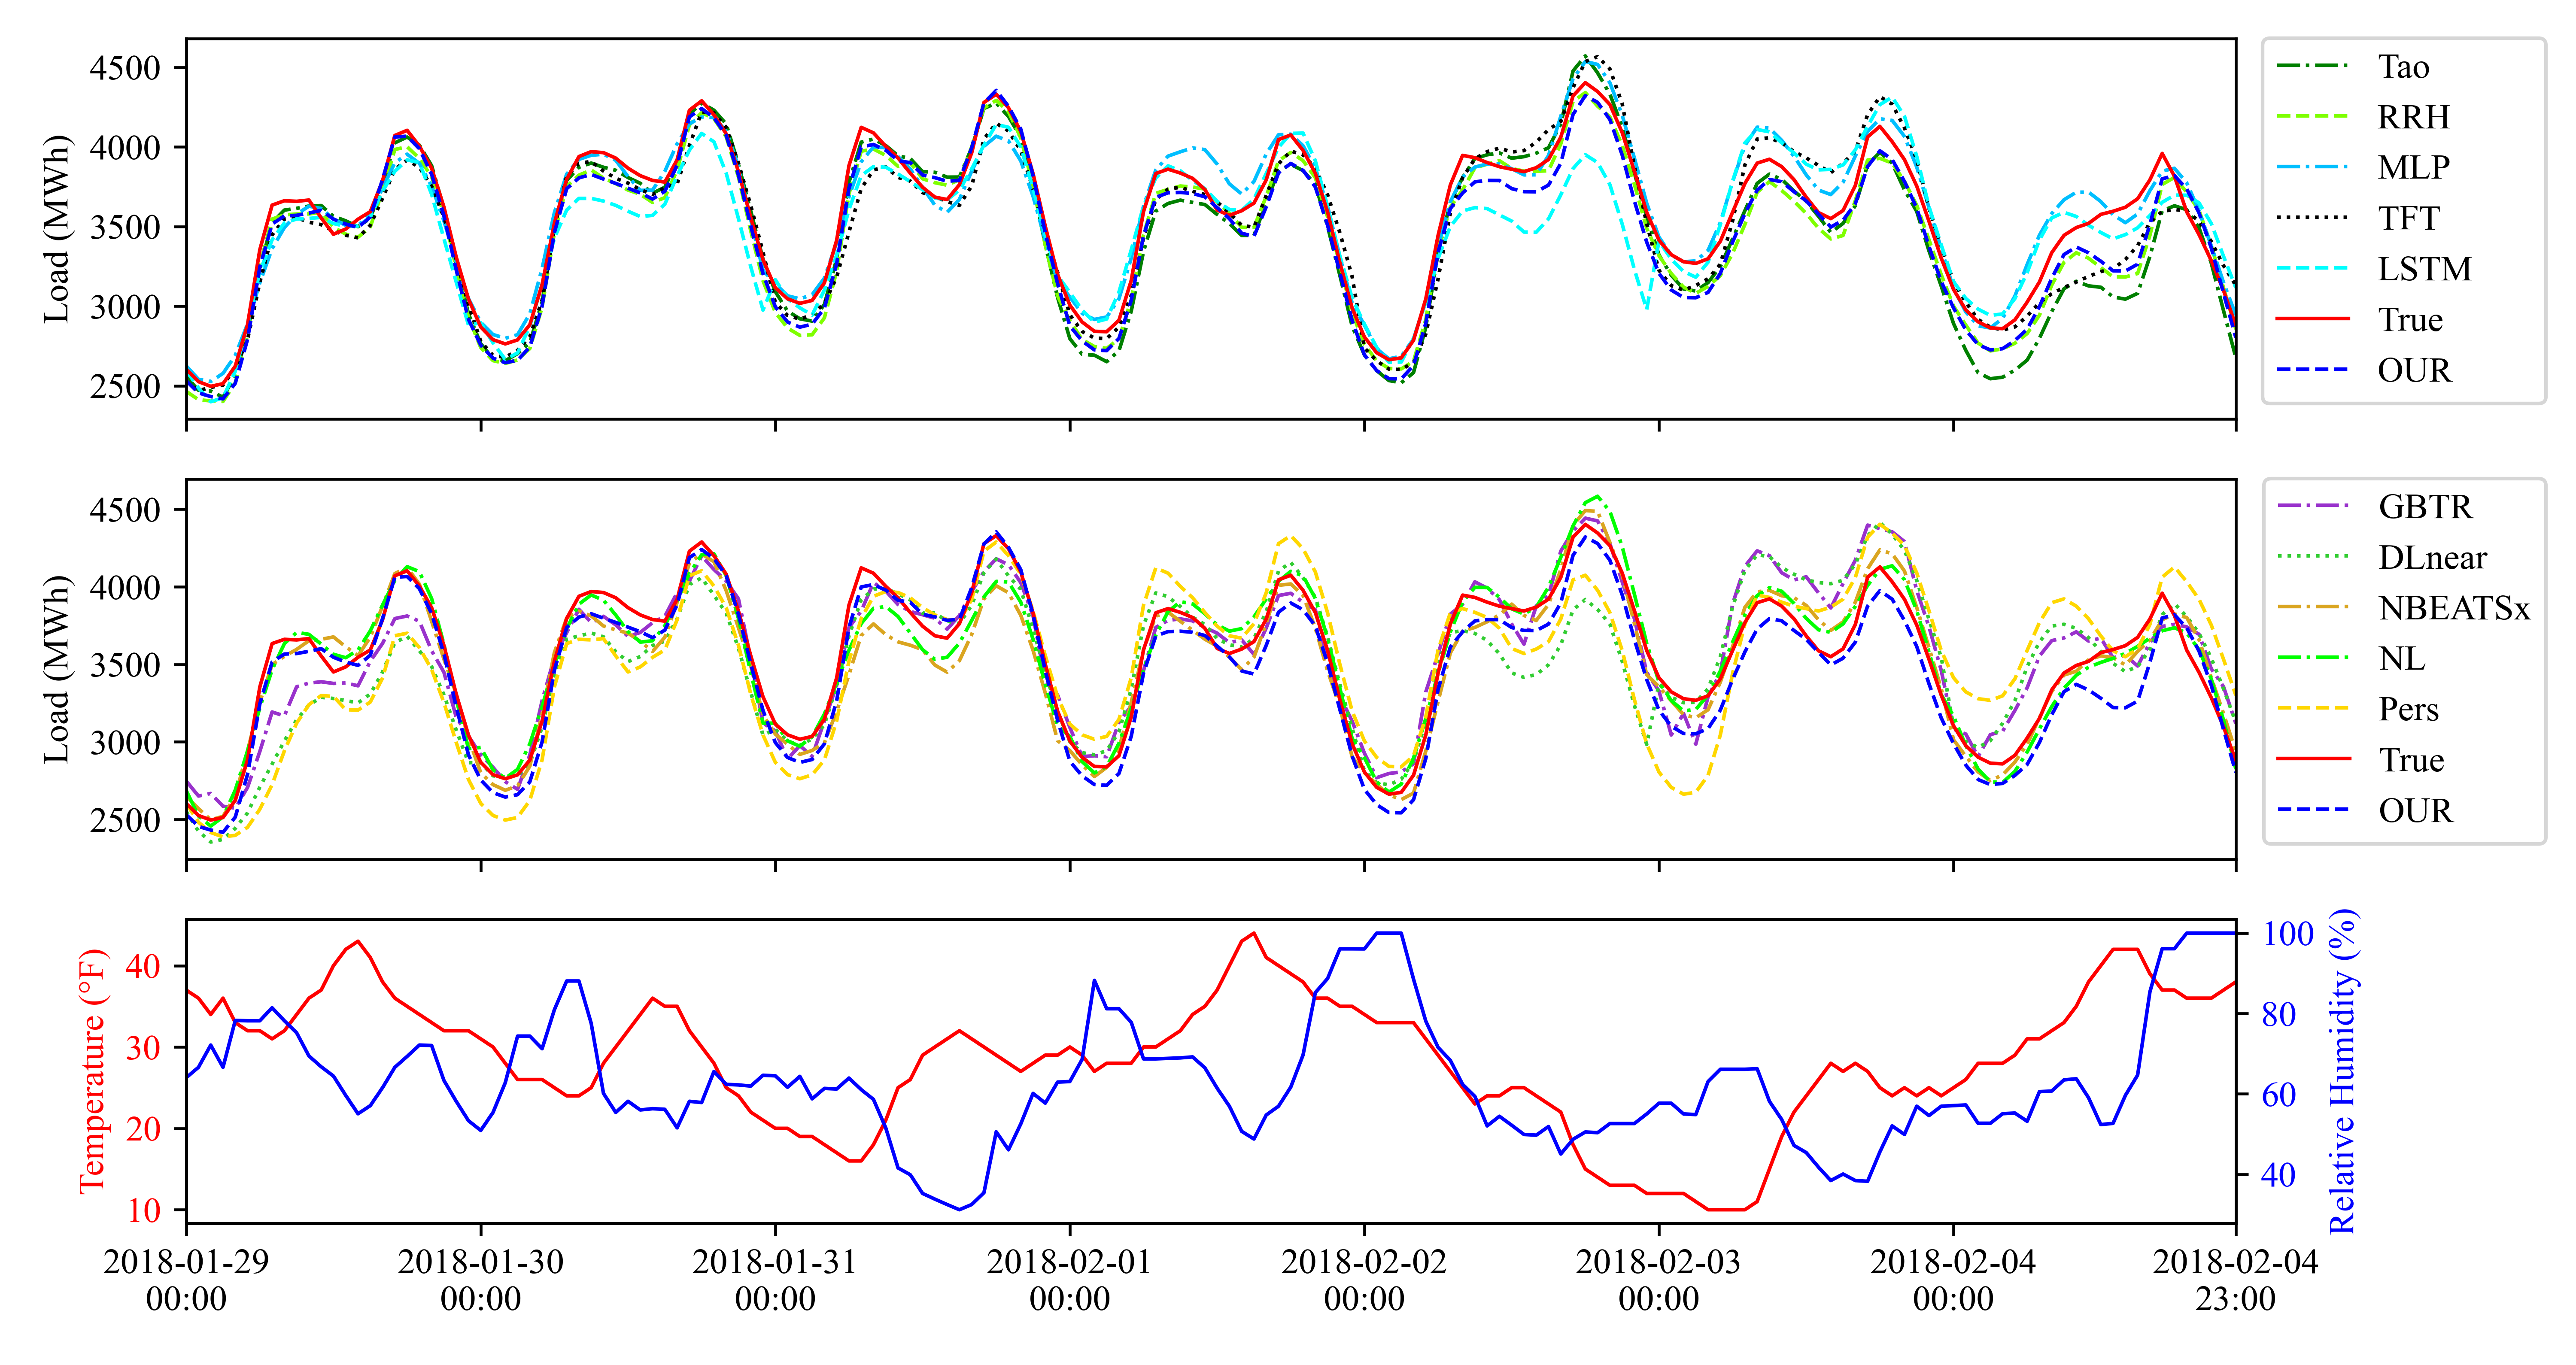 4500
4000
3500
3000
2500
Load (MWh)
Tao
RRH
MLP
TFT
LSTM
True
OUR
4500
4000
3500
3000
2500
Load (MWh)
GBTR
DLnear
NBEATSx
NL
Pers
True
OUR
40
30
20
10
Temperature (°F)
100
80
60
40
Relative Humidity (%)
2018-01-29
00:00
2018-01-30
00:00
2018-01-31
00:00
2018-02-01
00:00
2018-02-02
00:00
2018-02-03
00:00
2018-02-04
00:00
2018-02-04
23:00